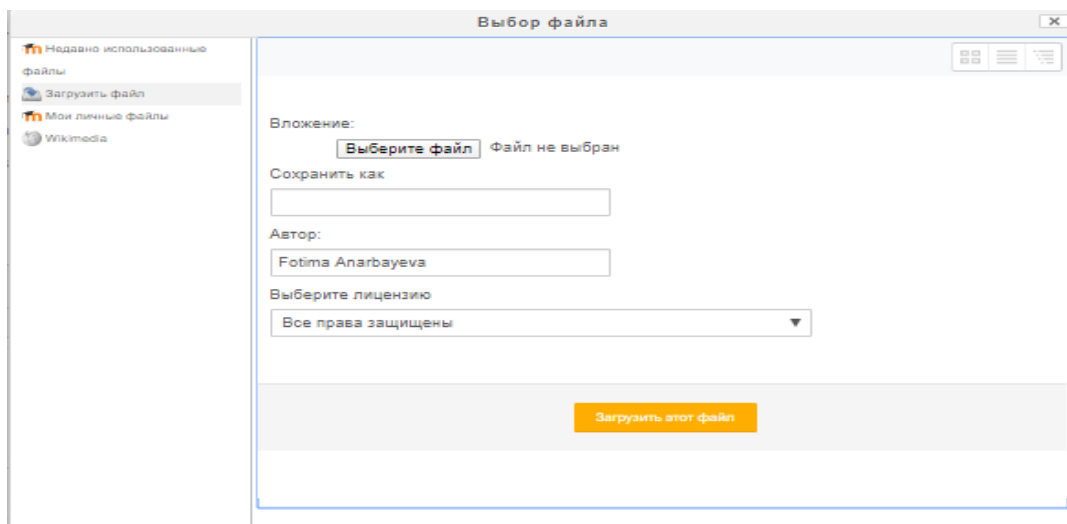 Выбор файла
Недавно использованные
файлы
Загрузить файл
Мои личные файлы
Wikimedia
Вложение:
Выберите файл Файл не выбран
Сохранить как
Автор:
Fotima Anarbayeva
Выберите лицензию
Все права защищены
Загрузить этот файл